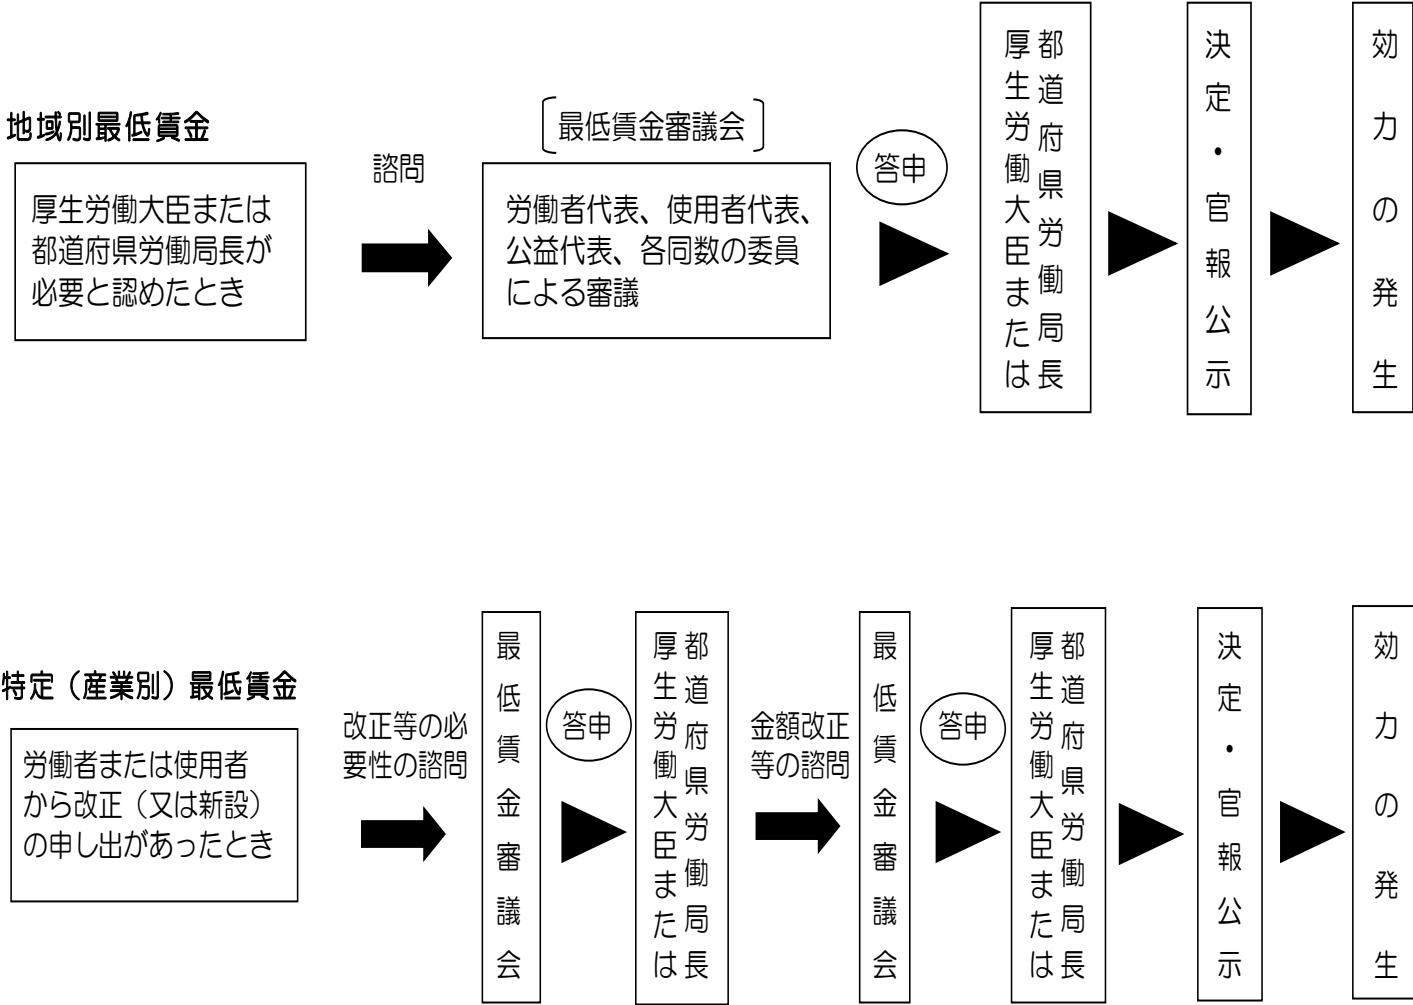 地域別最低賃金
厚生労働大臣または
都道府県労働局長が
必要と認めたとき
諮問
最低賃金審議会
労働者代表、使用者代表、
公益代表、各同数の委員
による審議
答申
厚生労働大臣または
都道府県労働局長
決定・官報公示
効力の発生
特定（産業別）最低賃金
労働者または使用者
から改正（又は新設）
の申し出があったとき
改正等の必
要性の諮問
最低賃金審議会
答申
厚生労働大臣または
都道府県労働局長
金額改正
等の諮問
最低賃金審議会
答申
厚生労働大臣または
都道府県労働局長
決定・官報公示
効力の発生